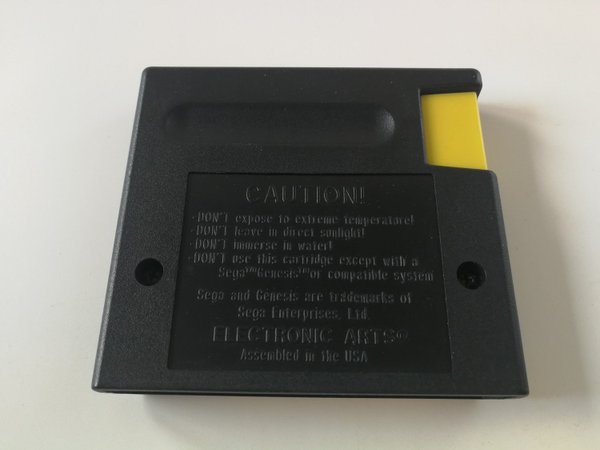 CAUTION!
·DON'T expose to extreme temperature!
·DON'T leave in direct sunlight!
·DON'T immerse in water!
·DON'T use this cartridge except with a
Sega™Genesis™or compatible system
Sega and Genesis are trademarks of
Sega Enterprises, Ltd.
ELECTRONIC ARTS®
Assembled in the USA